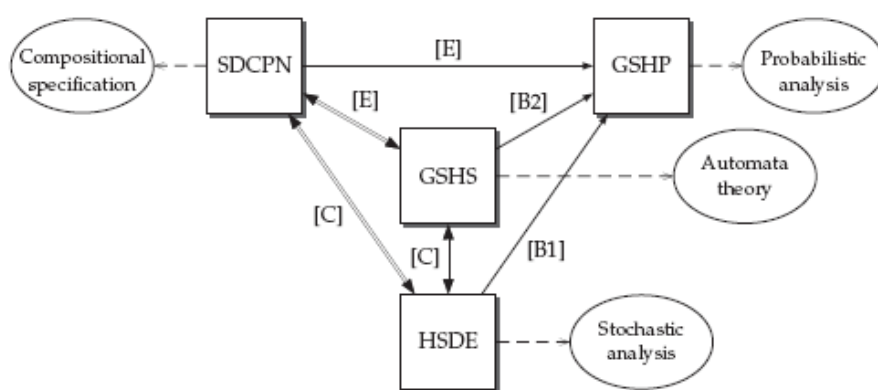 Compositional
specification
SDCPN
[E]
GSHP
Probabilistic
analysis
[E]
[B2]
GSHS
Automata
theory
[C]
[C]
[B1]
HSDE
Stochastic
analysis